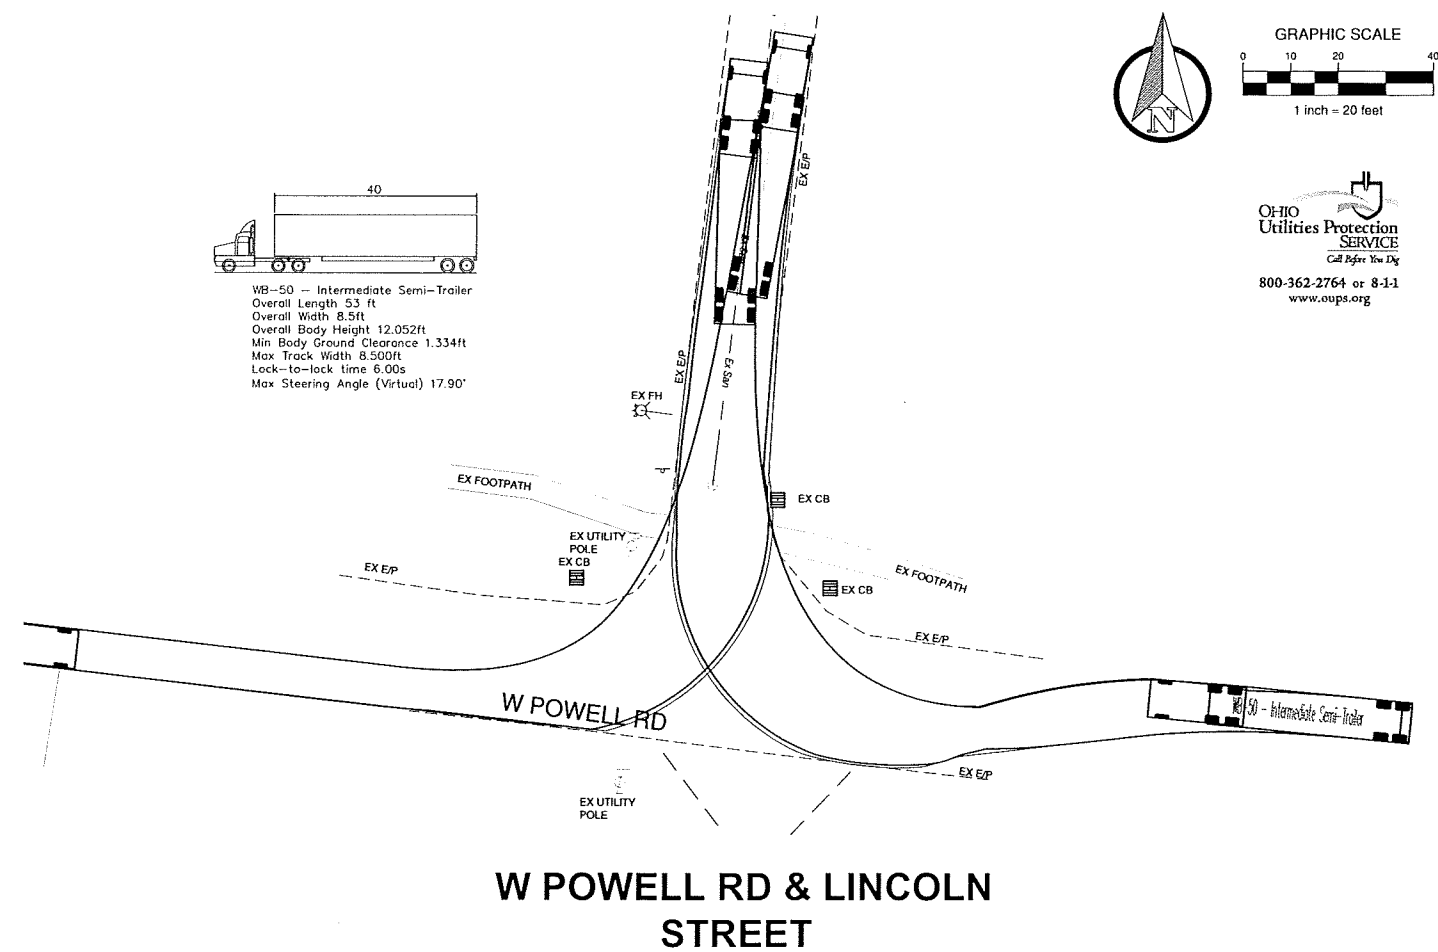 GRAPHIC SCALE
0 10 20 40
1 inch = 20 feet
N
OHIO
Utilities Protection
SERVICE
Call Before You Dig
800-362-2764 or 8-1-1
www.oups.org
40
WB-50 - Intermediate Semi-Trailer
Overall Length 53 ft
Overall Width 8.5ft
Overall Body Height 12.052ft
Min Body Ground Clearance 1.334ft
Max Track Width 8.500ft
Lock-to-lock time 6.00s
Max Steering Angle (Virtual) 17.90°
EX E/P
EX E/P
Ex San
EX FH
EX FOOTPATH
EX CB
EX UTILITY
POLE
EX CB
EX E/P
EX FOOTPATH
EX CB
EX E/P
W POWELL RD
WB-50 - Intermediate Semi-Trailer
EX E/P
EX UTILITY
POLE
W POWELL RD & LINCOLN
STREET